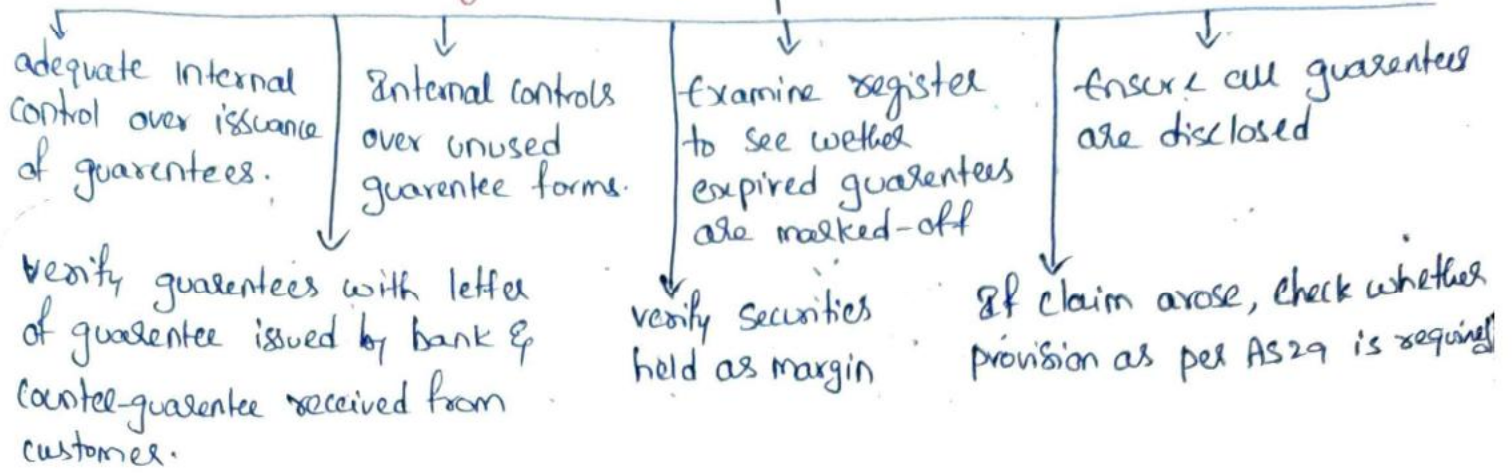 adequate internal
control over issuance
of guarentees.
Internal controls
over unused
guarentee forms.
Examine register
to see wether
expired guarentees
are marked-off
Ensure all guarentees
are disclosed
verify guarentees with letter
of guarentee issued by bank &
counter-guarentee received from
customer.
verify securities
held as margin
If claim arose, check whether
provision as per AS29 is required